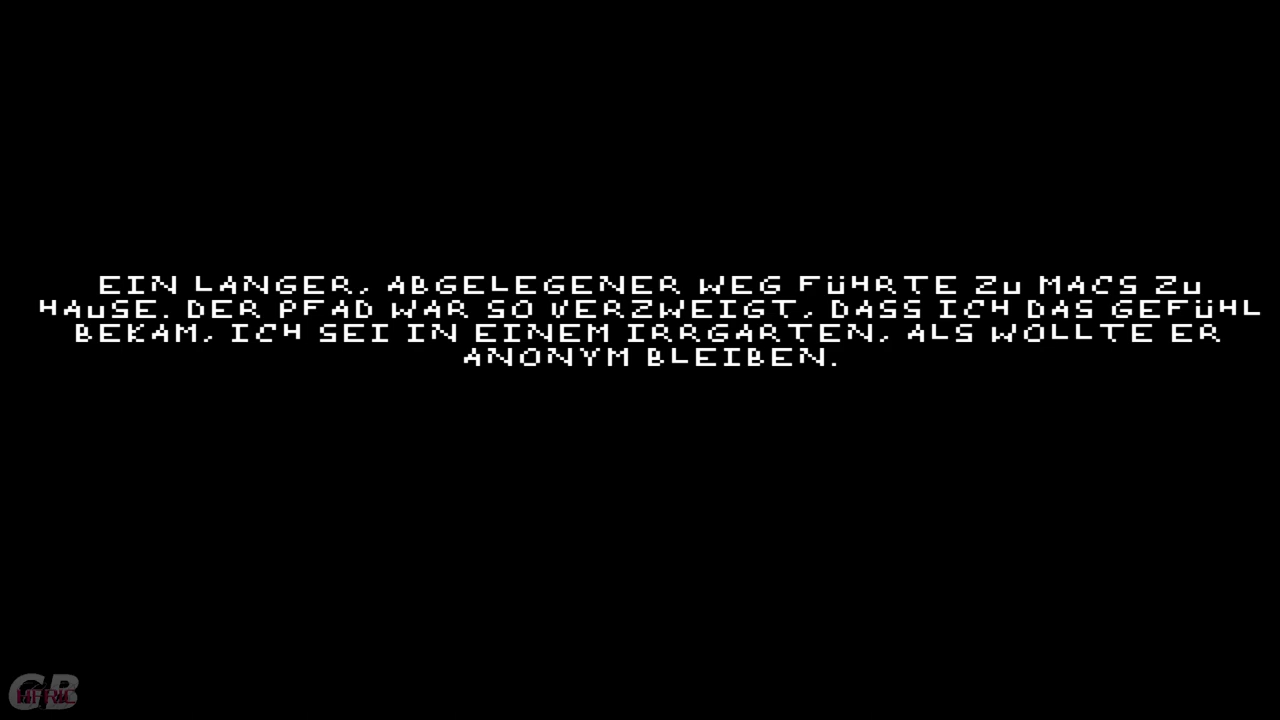 EIN LANGER, ABGELEGENER WEG FÜHRTE ZU MACS ZU
HAUSE. DER PFAD WAR SO VERZWEIGT, DASS ICH DAS GEFÜHL
BEKAM, ICH SEI IN EINEM IRRGARTEN, ALS WOLLTE ER
ANONYM BLEIBEN.
GB